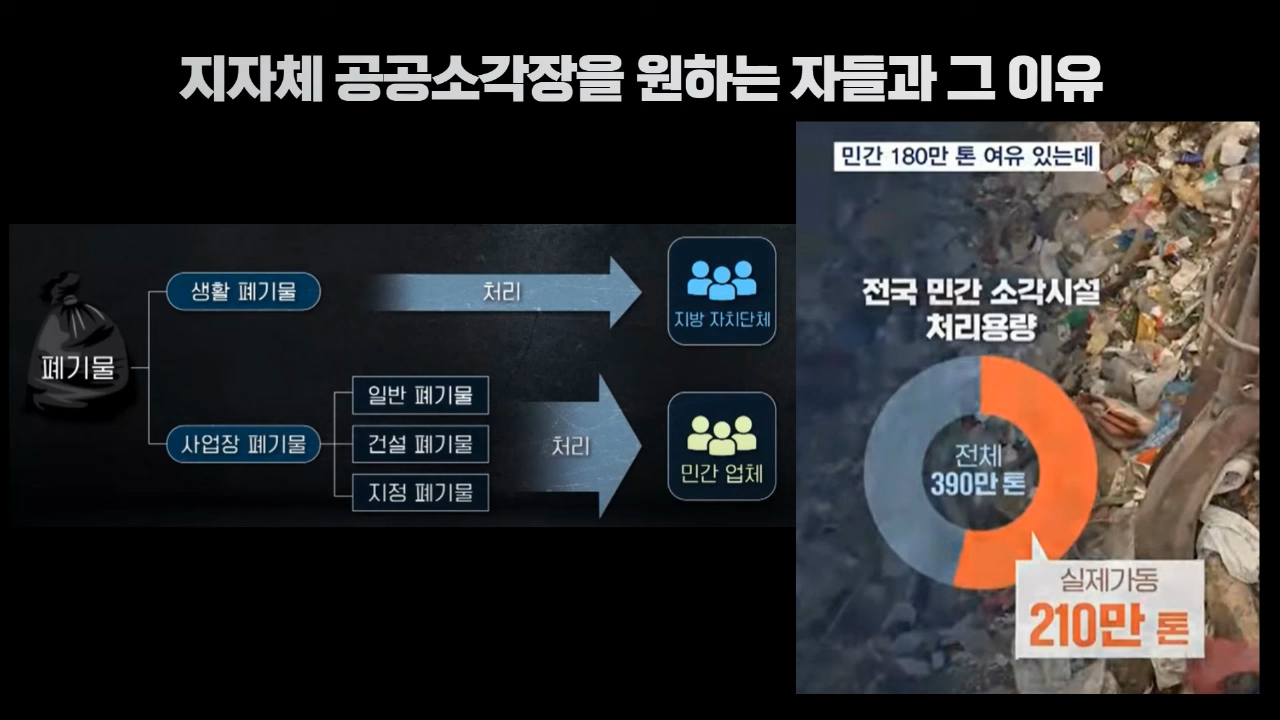 지자체 공공소각장을 원하는 자들과 그 이유
폐기물
생활 폐기물
처리
지방 자치단체
사업장 폐기물
일반 폐기물
건설 폐기물
지정 폐기물
처리
민간 업체
민간 180만 톤 여유 있는데
전국 민간 소각시설
처리용량
전체
390만 톤
실제가동
210만 톤